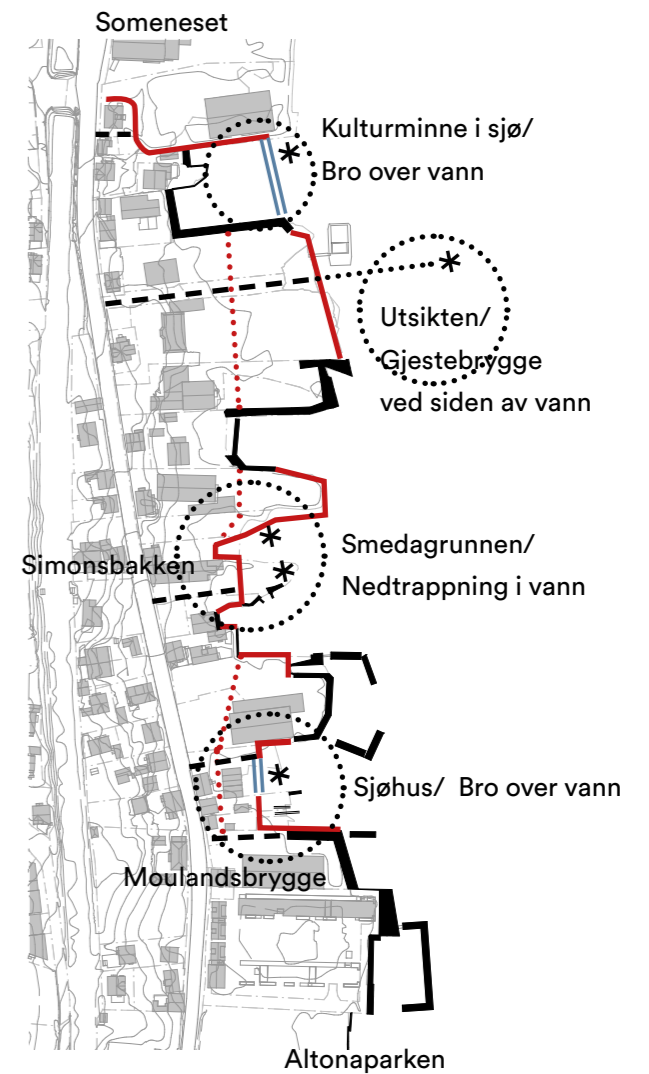 Someneset
Kulturminne i sjø/
Bro over vann
Utsikten/
Gjestebrygge
ved siden av vann
Simonsbakken
Smedagrunnen/
Nedtrappning i vann
Sjøhus/ Bro over vann
Moulandsbrygge
Altonaparken